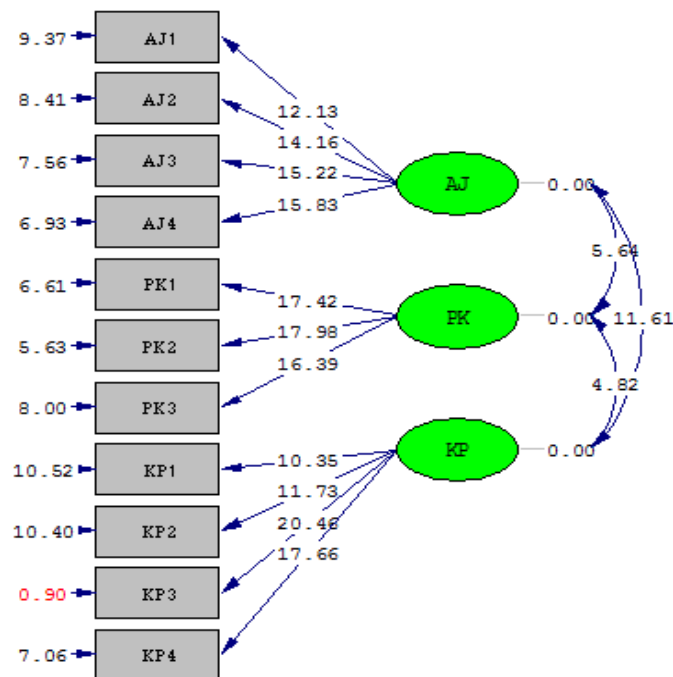 9.37 AJ1
12.13
8.41 AJ2
14.16
7.56 AJ3
15.22
AJ 0.00
6.93 AJ4
15.83
5.64
6.61 PK1
17.42
PK 0.00 11.61
5.63 PK2
17.98
16.39
8.00 PK3
4.82
KP 0.00
10.52 KP1
10.35
11.73
10.40 KP2
20.46
17.66
0.90 KP3
7.06 KP4